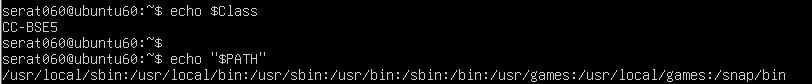 serat060@ubuntu60:~$ echo $Class
CC-BSE5
serat060@ubuntu60:~$
serat060@ubuntu60:~$ echo "$PATH"
/usr/local/sbin:/usr/local/bin:/usr/sbin:/usr/bin:/sbin:/bin:/usr/games:/usr/local/games:/snap/bin